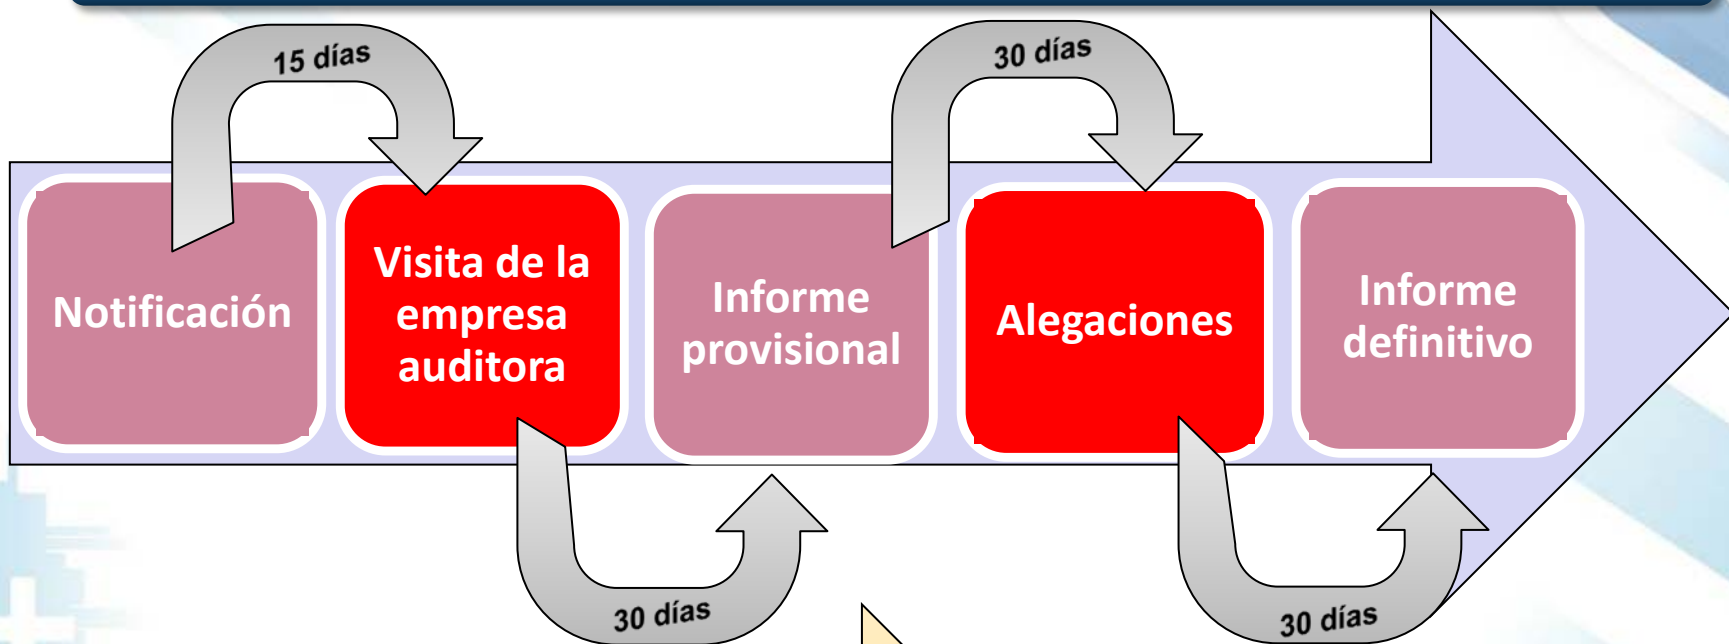 15 días
30 días
Notificación
Visita de la
empresa
auditora
Informe
provisional
Alegaciones
Informe
definitivo
30 días
30 días